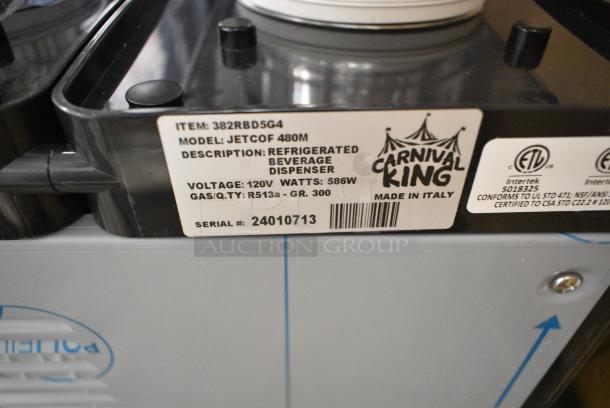 ITEM: 382RBD5G4
MODEL: JETCOF 480M
DESCRIPTION: REFRIGERATED
BEVERAGE
DISPENSER
VOLTAGE: 120V WATTS: 586W
GAS/Q.TY: R513a - GR. 300
SERIAL #: 24010713
CARNIVAL
KING
MADE IN ITALY
ETL
Intertek
5018325
CONFORMS TO UL STD 471; NSF/ANSI
CERTIFIED TO CSA STD C22.2 # 120
AUCTION GROUP